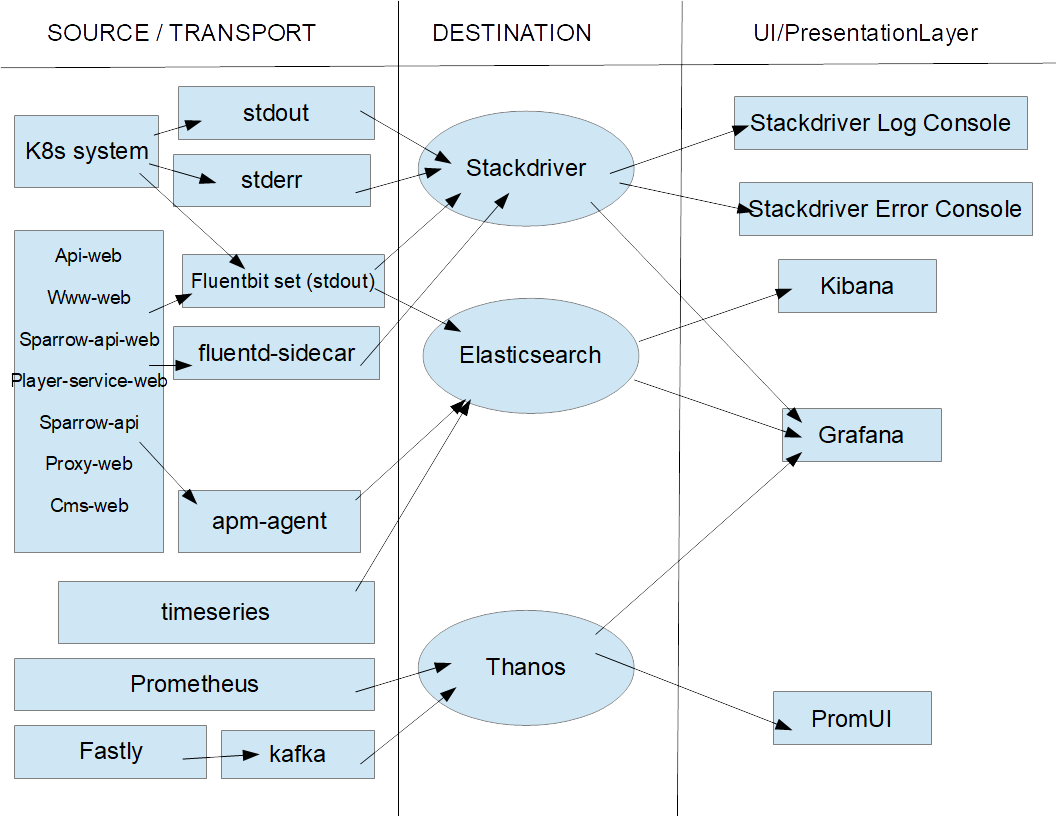 SOURCE / TRANSPORT
DESTINATION
UI/PresentationLayer
stdout
K8s system
stderr
Api-web
Www-web
Sparrow-api-web
Player-service-web
Sparrow-api
Proxy-web
Cms-web
Fluentbit set (stdout)
fluentd-sidecar
apm-agent
timeseries
Prometheus
Fastly
kafka
Stackdriver
Elasticsearch
Thanos
Stackdriver Log Console
Stackdriver Error Console
Kibana
Grafana
PromUI